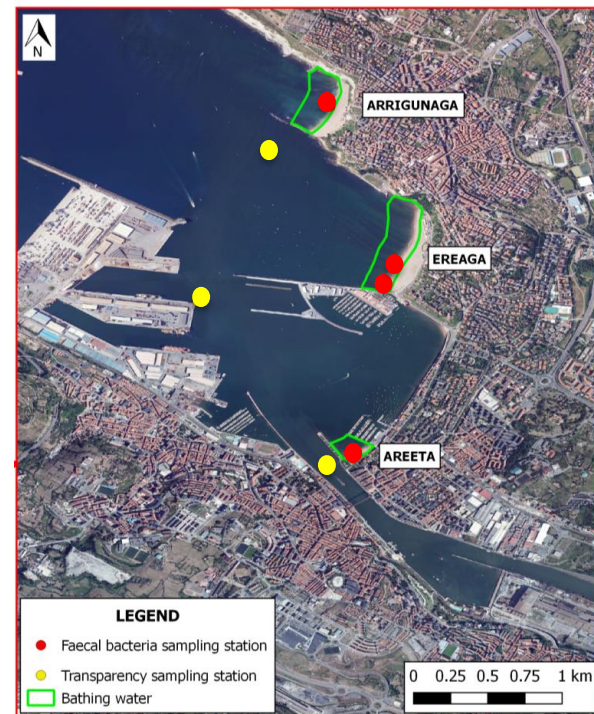 N
ARRIGUNAGA
EREAGA
AREETA
LEGEND
Faecal bacteria sampling station
Transparency sampling station
Bathing water
0 0.25 0.5 0.75 1 km